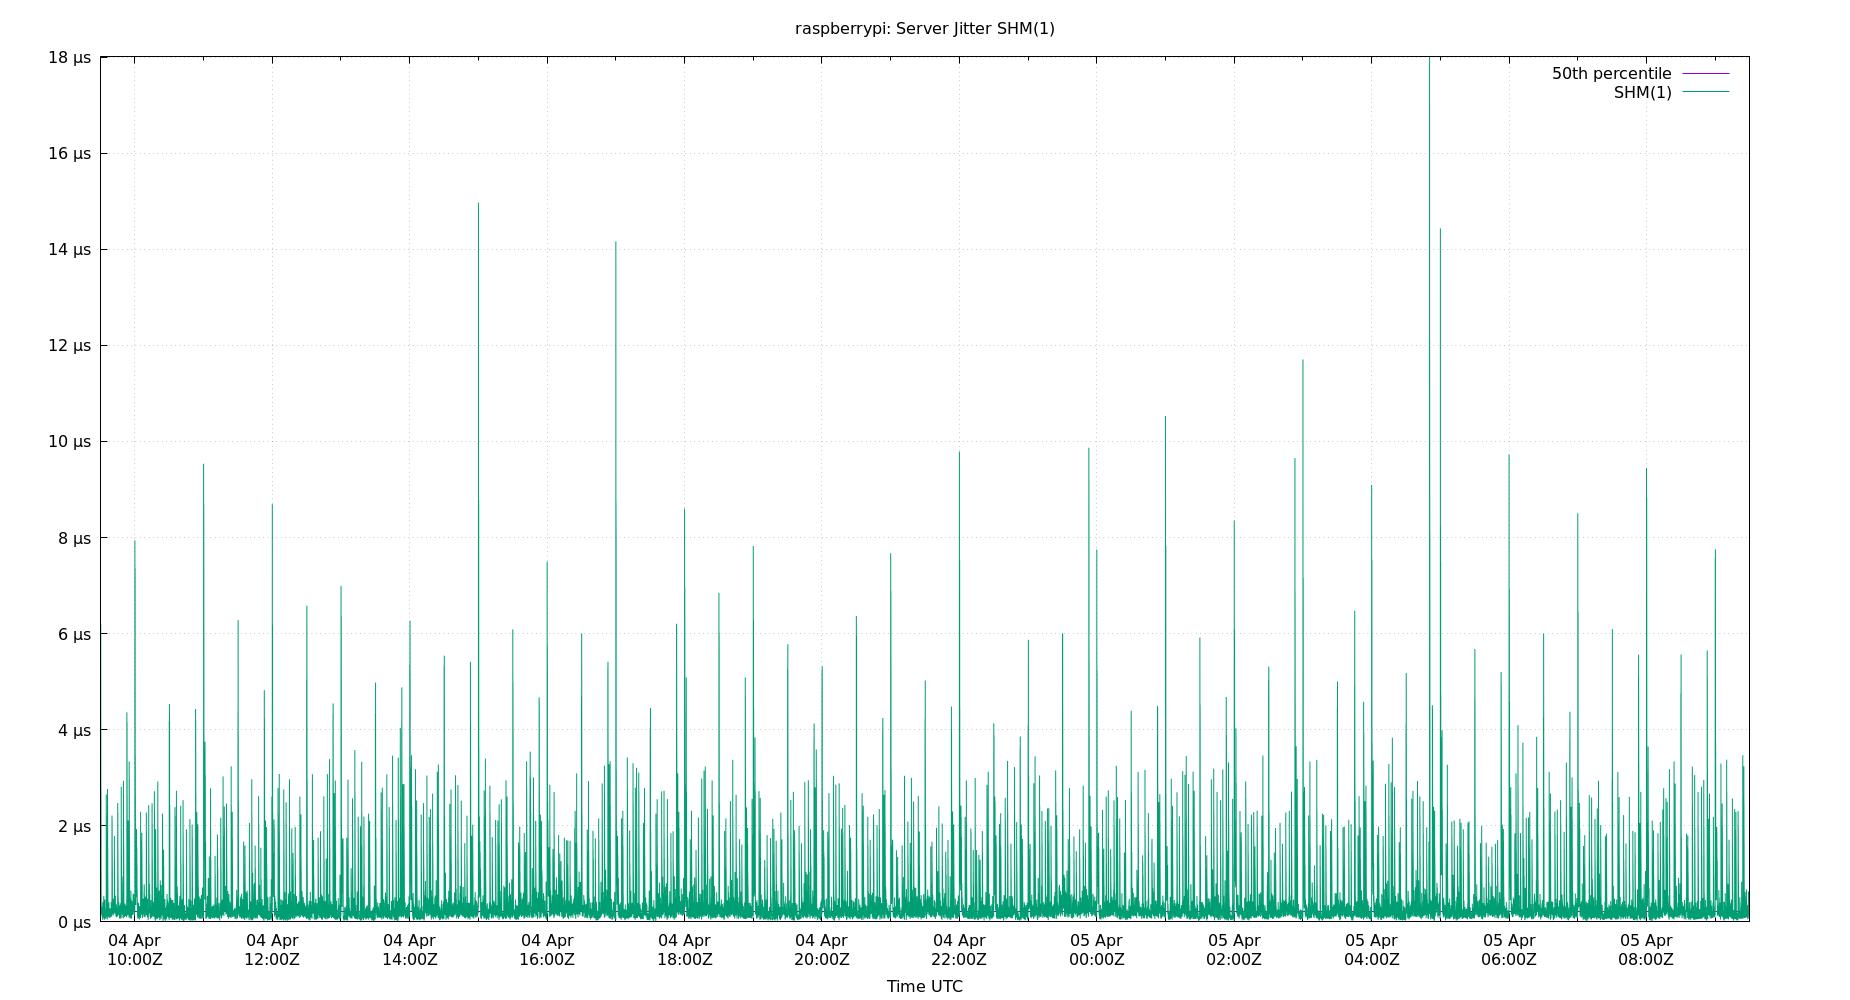 raspberrypi: Server Jitter SHM(1)
18 µs
16 µs
14 µs
12 µs
10 µs
8 µs
6 µs
4 µs
2 µs
0 µs
50th percentile
SHM(1)
04 Apr 04 Apr 04 Apr 04 Apr 04 Apr 04 Apr 04 Apr 05 Apr 05 Apr 05 Apr 05 Apr 05 Apr
10:00Z 12:00Z 14:00Z 16:00Z 18:00Z 20:00Z 22:00Z 00:00Z 02:00Z 04:00Z 06:00Z 08:00Z
Time UTC